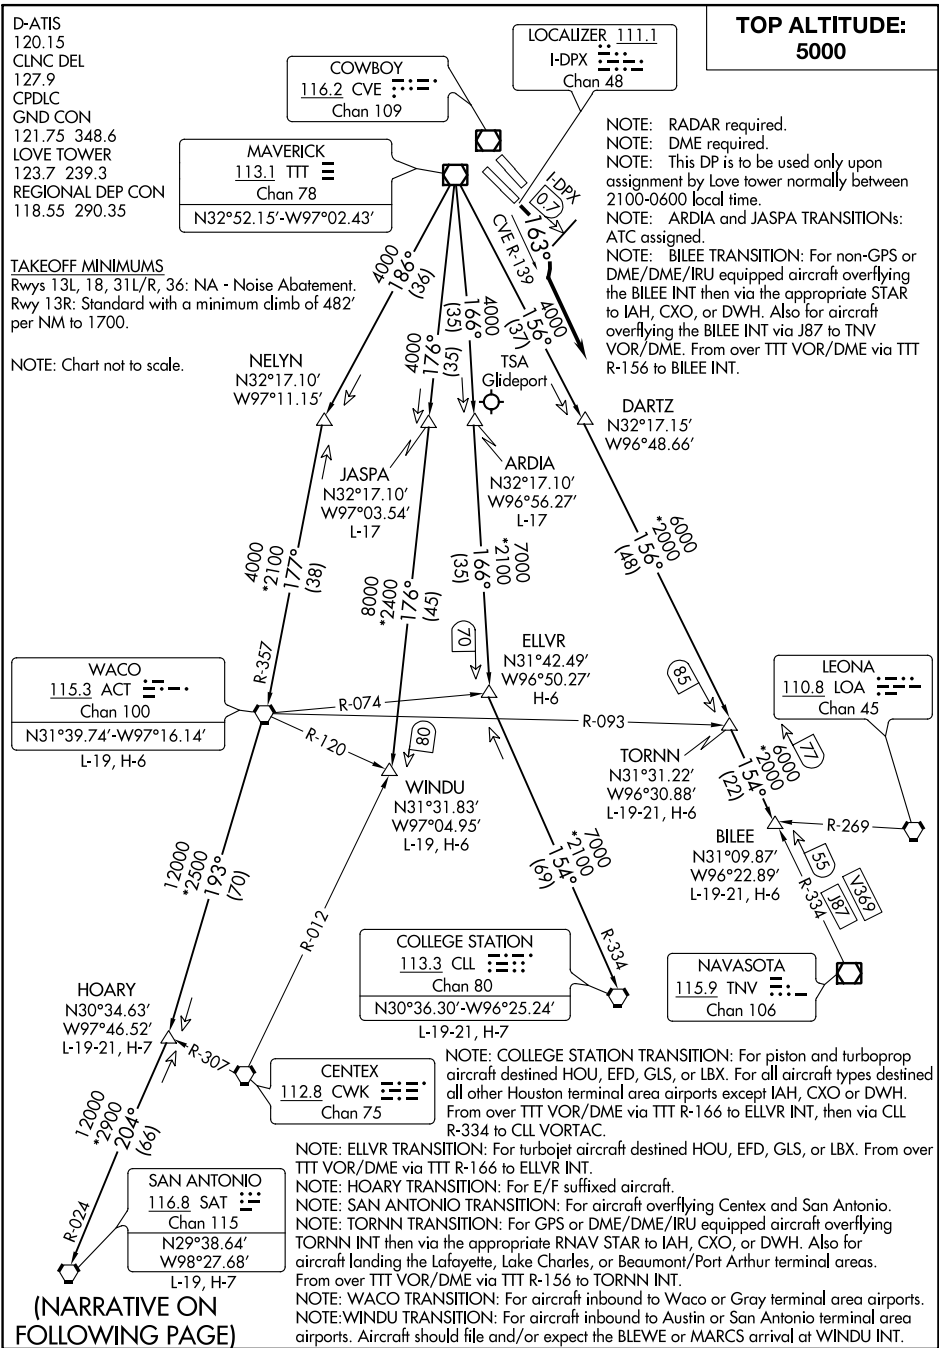 D-ATIS
120.15
CLNC DEL
127.9
CPDLC
GND CON
121.75 348.6
LOVE TOWER
123.7 239.3
REGIONAL DEP CON
118.55 290.35
TAKEOFF MINIMUMS
Rwys 13L, 18, 31L/R, 36: NA - Noise Abatement.
Rwy 13R: Standard with a minimum climb of 482'
per NM to 1700.
NOTE: Chart not to scale.
COWBOY
116.2 CVE
Chan 109
MAVERICK
113.1 TTT
Chan 78
N32°52.15'-W97°02.43'
LOCALIZER 111.1
I-DPX
Chan 48
TOP ALTITUDE:
5000
NOTE: RADAR required.
NOTE: DME required.
NOTE: This DP is to be used only upon
assignment by Love tower normally between
2100-0600 local time.
NOTE: ARDIA and JASPA TRANSITIONs:
ATC assigned.
NOTE: BILEE TRANSITION: For non-GPS or
DME/DME/IRU equipped aircraft overflying
the BILEE INT then via the appropriate STAR
to IAH, CXO, or DWH. Also for aircraft
overflying the BILEE INT via J87 to TNV
VOR/DME. From over TTT VOR/DME via TTT
R-156 to BILEE INT.
I-DPX
0.7
163°
CVE R-139
4000
186°
(36)
4000
176°
(35)
4000
166°
(35)
4000
156°
(37)
TSA
Glideport
NELYN
N32°17.10'
W97°11.15'
JASPA
N32°17.10'
W97°03.54'
L-17
ARDIA
N32°17.10'
W96°56.27'
L-17
DARTZ
N32°17.15'
W96°48.66'
4000
*2100
177°
(38)
8000
*2400
176°
(45)
7000
*2100
166°
(35)
6000
*2000
156°
(48)
R-357
70
ELLVR
N31°42.49'
W96°50.27'
H-6
85
WACO
115.3 ACT
Chan 100
N31°39.74'-W97°16.14'
L-19, H-6
R-074
R-093
R-120
80
WINDU
N31°31.83'
W97°04.95'
L-19, H-6
TORNN
N31°31.22'
W96°30.88'
L-19-21, H-6
LEONA
110.8 LOA
Chan 45
77
6000
*2000
154°
(22)
R-269
BILEE
N31°09.87'
W96°22.89'
L-19-21, H-6
55
R-334
J87
V369
12000
*2500
193°
(70)
R-012
7000
*2100
154°
(69)
R-334
COLLEGE STATION
113.3 CLL
Chan 80
N30°36.30'-W96°25.24'
L-19-21, H-7
NAVASOTA
115.9 TNV
Chan 106
HOARY
N30°34.63'
W97°46.52'
L-19-21, H-7
R-307
CENTEX
112.8 CWK
Chan 75
12000
*2900
204°
(66)
R-024
SAN ANTONIO
116.8 SAT
Chan 115
N29°38.64'
W98°27.68'
L-19, H-7
NOTE: COLLEGE STATION TRANSITION: For piston and turboprop
aircraft destined HOU, EFD, GLS, or LBX. For all aircraft types destined
all other Houston terminal area airports except IAH, CXO or DWH.
From over TTT VOR/DME via TTT R-166 to ELLVR INT, then via CLL
R-334 to CLL VORTAC.
NOTE: ELLVR TRANSITION: For turbojet aircraft destined HOU, EFD, GLS, or LBX. From over
TTT VOR/DME via TTT R-166 to ELLVR INT.
NOTE: HOARY TRANSITION: For E/F suffixed aircraft.
NOTE: SAN ANTONIO TRANSITION: For aircraft overflying Centex and San Antonio.
NOTE: TORNN TRANSITION: For GPS or DME/DME/IRU equipped aircraft overflying
TORNN INT then via the appropriate RNAV STAR to IAH, CXO, or DWH. Also for
aircraft landing the Lafayette, Lake Charles, or Beaumont/Port Arthur terminal areas.
From over TTT VOR/DME via TTT R-156 to TORNN INT.
NOTE: WACO TRANSITION: For aircraft inbound to Waco or Gray terminal area airports.
NOTE:WINDU TRANSITION: For aircraft inbound to Austin or San Antonio terminal area
airports. Aircraft should file and/or expect the BLEWE or MARCS arrival at WINDU INT.
(NARRATIVE ON
FOLLOWING PAGE)